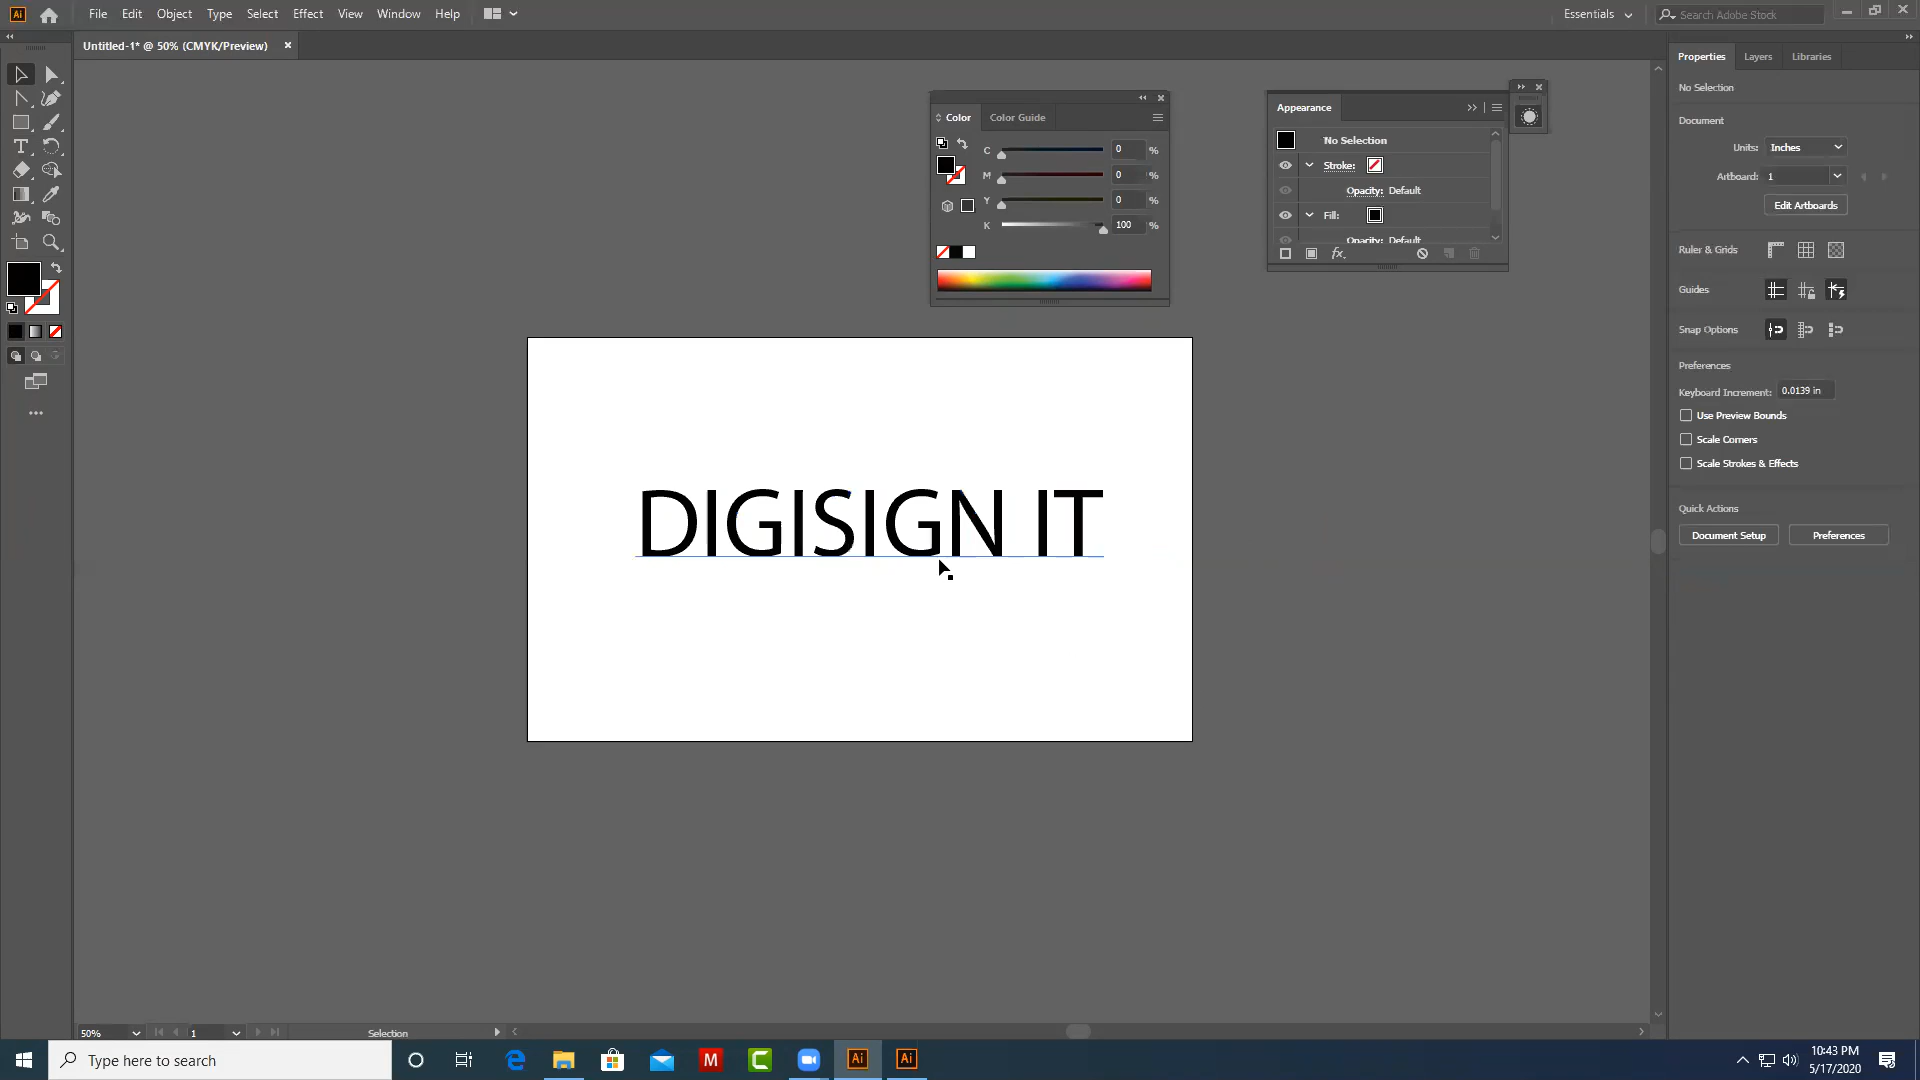 Ai File Edit Object Type Select Effect View Window Help Essentials Search Adobe Stock
Untitled-1* @ 50% (CMYK/Preview)
Color Color Guide
C 0 %
M 0 %
Y 0 %
K 100 %
Appearance
No Selection
Stroke:
Opacity: Default
Fill:
Opacity: Default
fx
Properties Layers Libraries
No Selection
Document
Units: Inches
Artboard: 1
Edit Artboards
Ruler & Grids
Guides
Snap Options
Preferences
Keyboard Increment: 0.0139 in
Use Preview Bounds
Scale Corners
Scale Strokes & Effects
Quick Actions
Document Setup Preferences
DIGISIGN IT
50% 1 Selection
Type here to search
M C Ai Ai
10:43 PM
5/17/2020